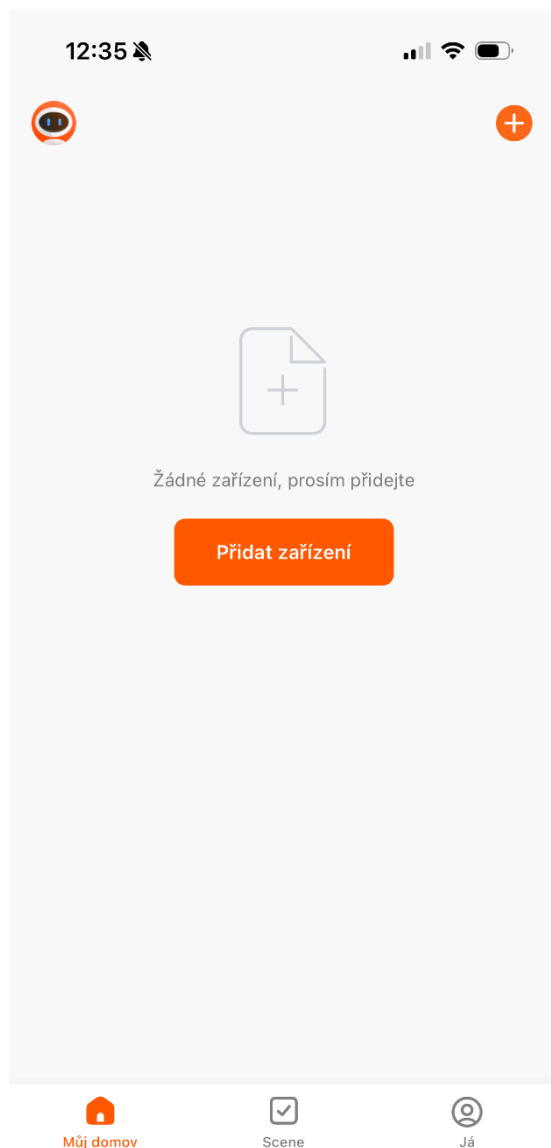 12:35
Žádné zařízení, prosím přidejte
Přidat zařízení
Můj domov
Scene
Já